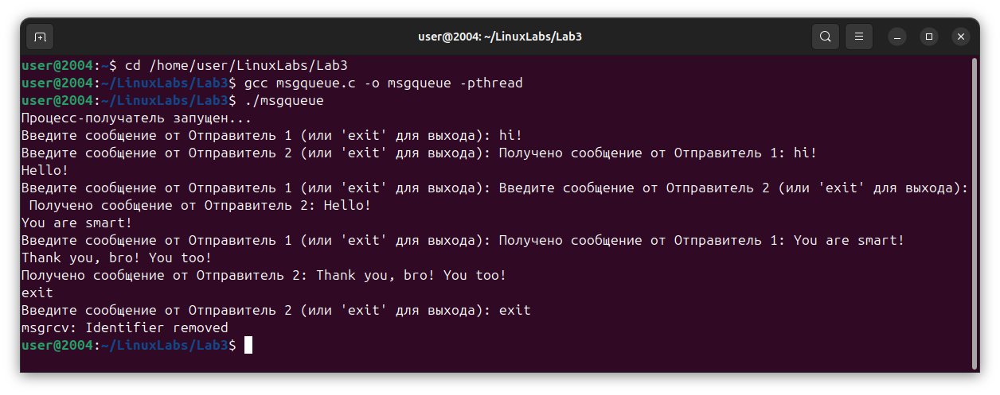 user@2004: ~/LinuxLabs/Lab3
user@2004:~$ cd /home/user/LinuxLabs/Lab3
user@2004:~/LinuxLabs/Lab3$ gcc msgqueue.c -o msgqueue -pthread
user@2004:~/LinuxLabs/Lab3$ ./msgqueue
Процесс-получатель запущен...
Введите сообщение от Отправитель 1 (или 'exit' для выхода): hi!
Введите сообщение от Отправитель 2 (или 'exit' для выхода): Получено сообщение от Отправитель 1: hi!
Hello!
Введите сообщение от Отправитель 1 (или 'exit' для выхода): Введите сообщение от Отправитель 2 (или 'exit' для выхода):
 Получено сообщение от Отправитель 2: Hello!
You are smart!
Введите сообщение от Отправитель 1 (или 'exit' для выхода): Получено сообщение от Отправитель 1: You are smart!
Thank you, bro! You too!
Получено сообщение от Отправитель 2: Thank you, bro! You too!
exit
Введите сообщение от Отправитель 2 (или 'exit' для выхода): exit
msgrcv: Identifier removed
user@2004:~/LinuxLabs/Lab3$